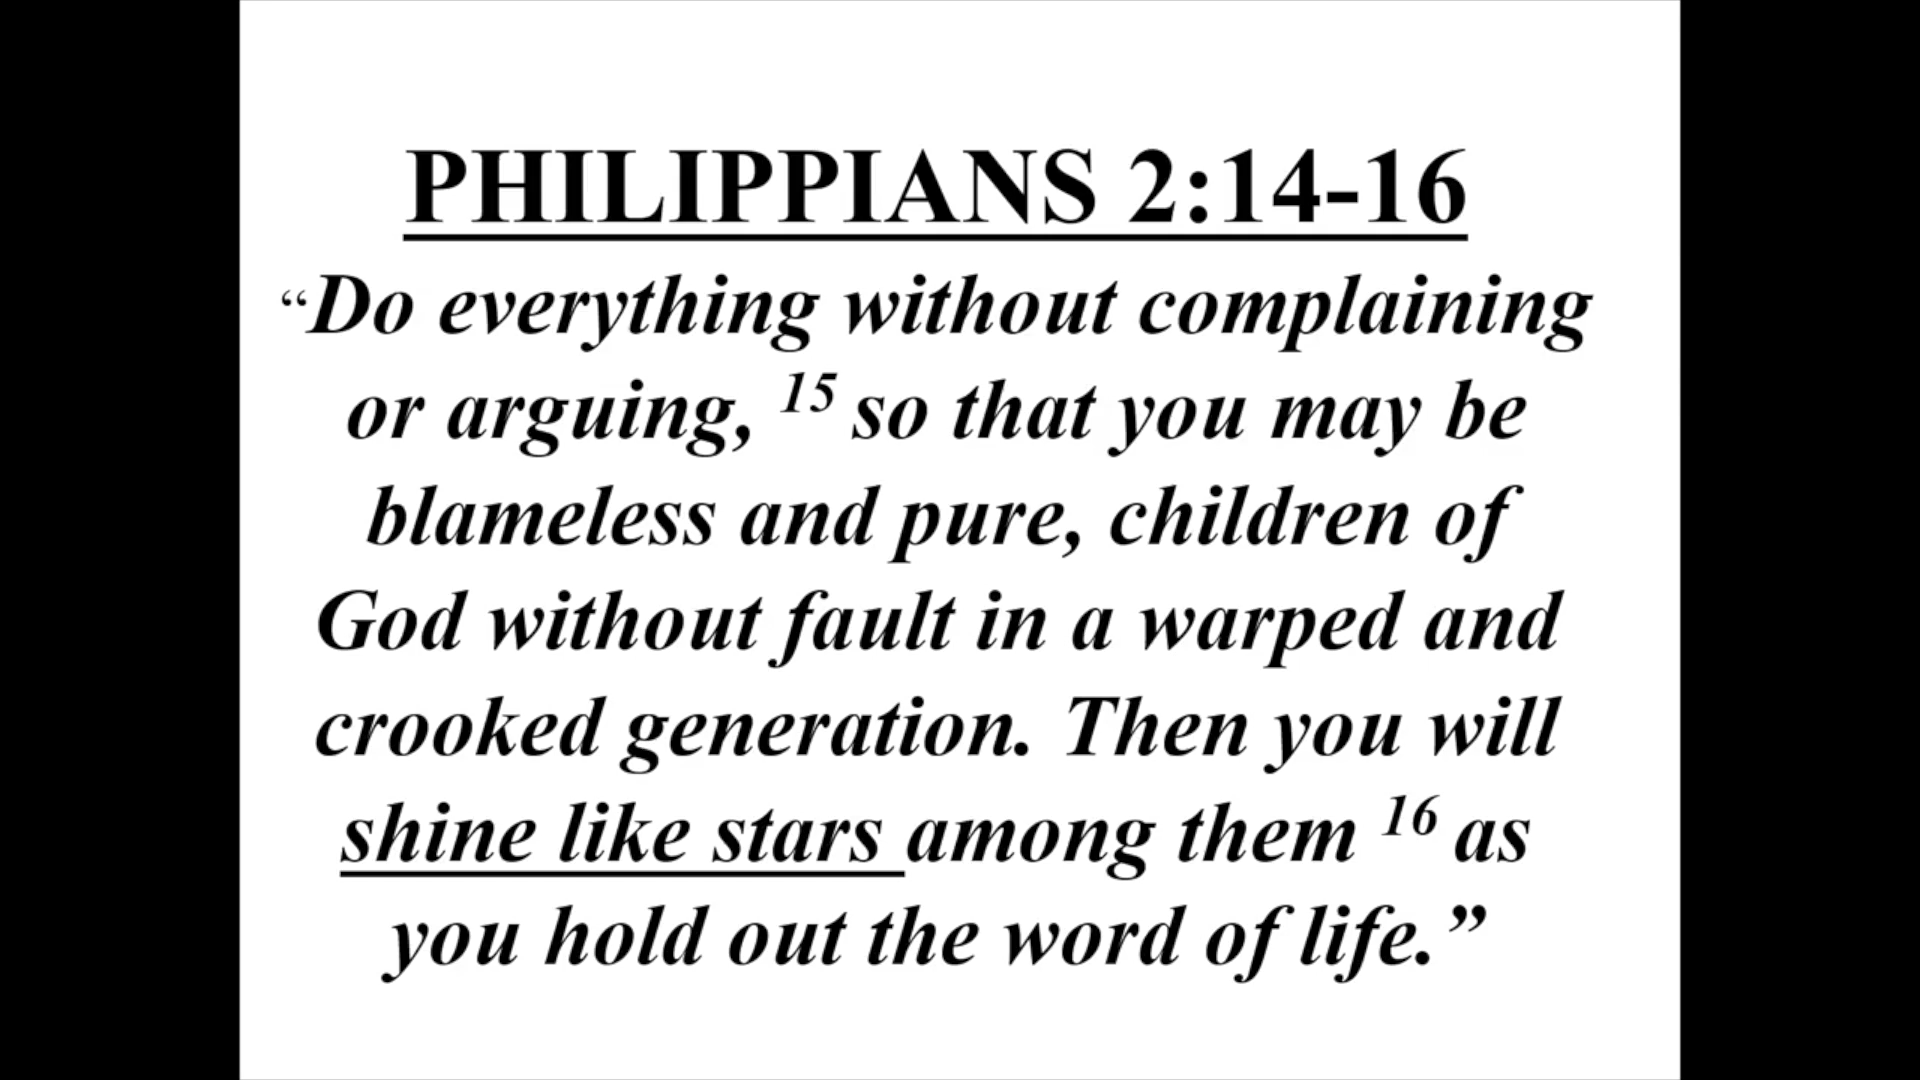 PHILIPPIANS 2:14-16
“Do everything without complaining
or arguing, 15 so that you may be
blameless and pure, children of
God without fault in a warped and
crooked generation. Then you will
shine like stars among them 16 as
you hold out the word of life.”